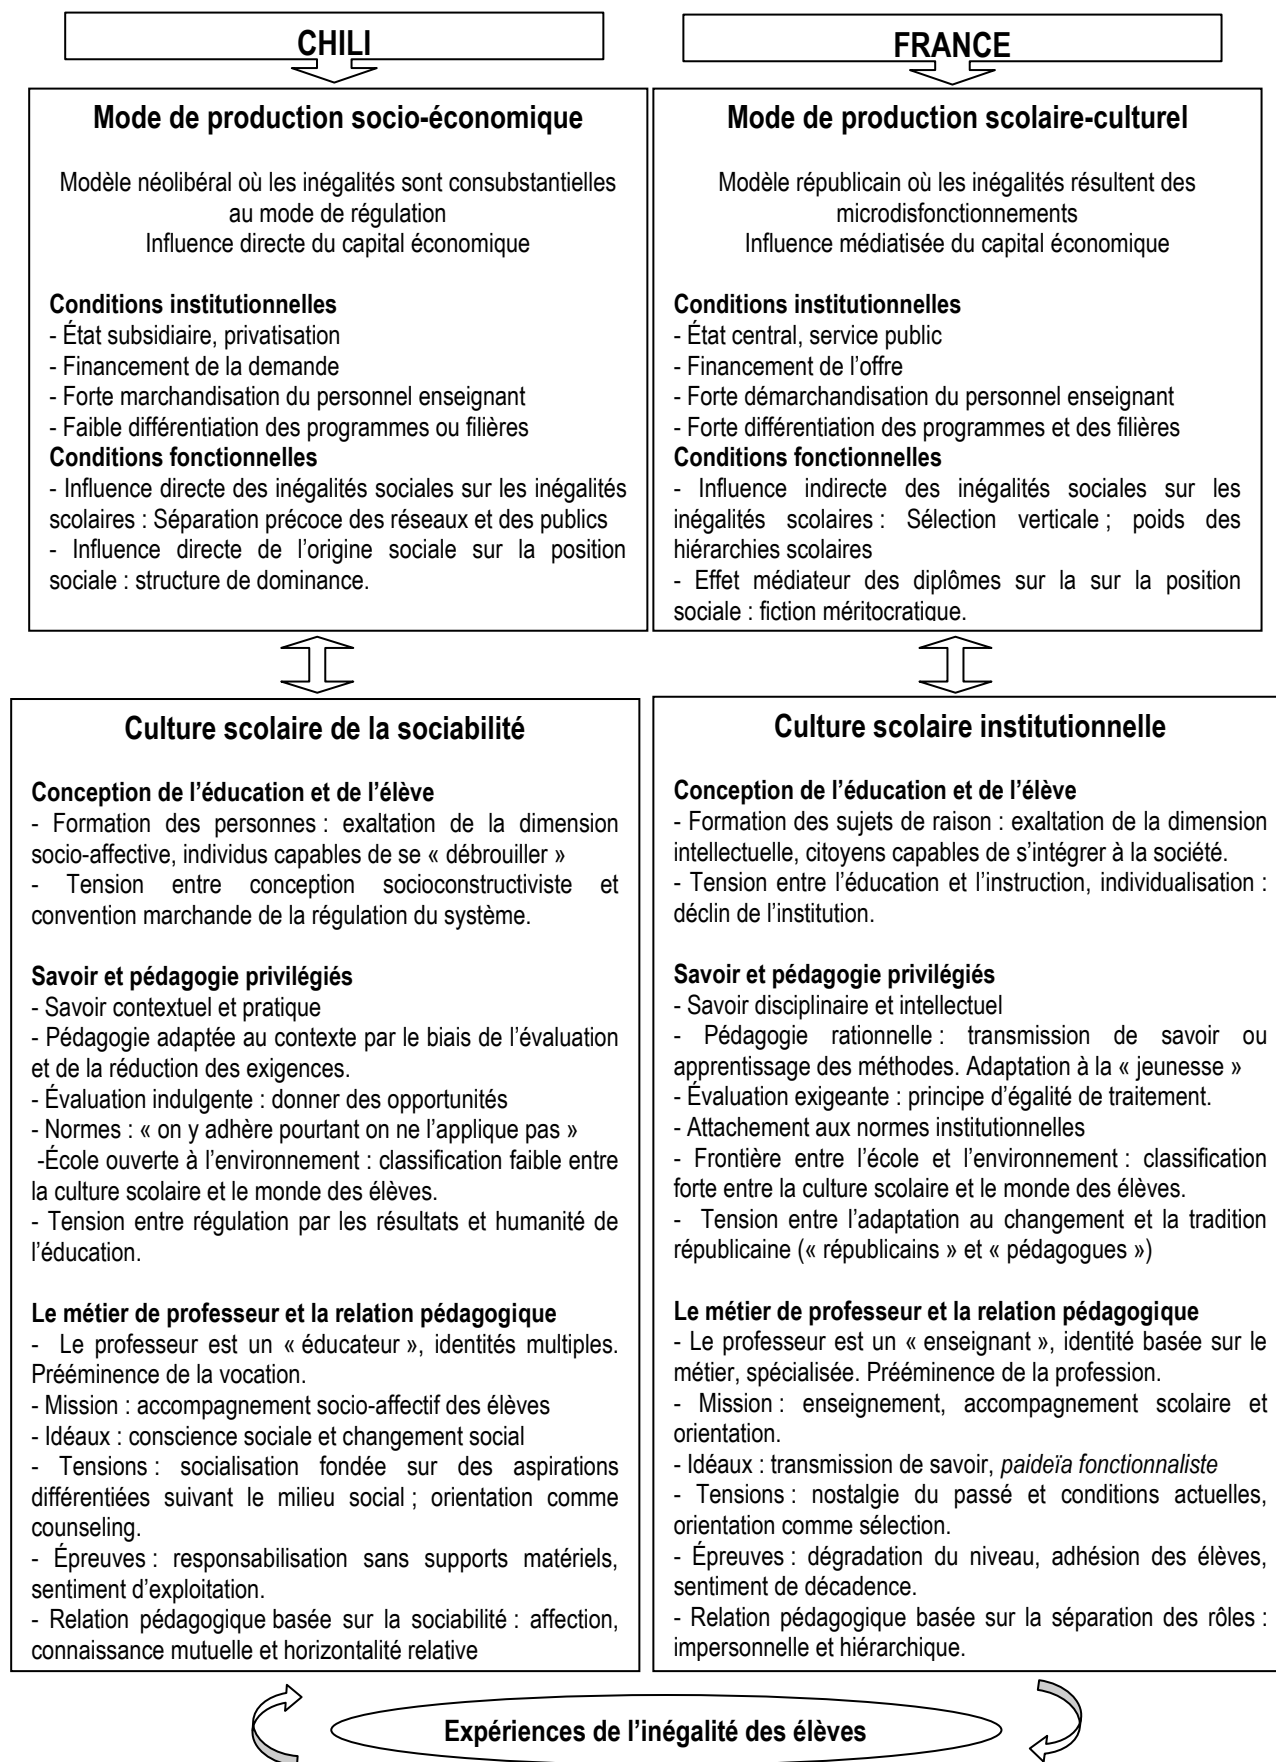 CHILI
Mode de production socio-économique
Modèle néolibéral où les inégalités sont consubstantielles
au mode de régulation
Influence directe du capital économique
Conditions institutionnelles
- État subsidiaire, privatisation
- Financement de la demande
- Forte marchandisation du personnel enseignant
- Faible différentiation des programmes ou filières
Conditions fonctionnelles
- Influence directe des inégalités sociales sur les inégalités
scolaires : Séparation précoce des réseaux et des publics
- Influence directe de l'origine sociale sur la position
sociale : structure de dominance.
FRANCE
Mode de production scolaire-culturel
Modèle républicain où les inégalités résultent des
microdisfonctionnements
Influence médiatisée du capital économique
Conditions institutionnelles
- État central, service public
- Financement de l'offre
- Forte démarchandisation du personnel enseignant
- Forte différentiation des programmes et des filières
Conditions fonctionnelles
- Influence indirecte des inégalités sociales sur les
inégalités scolaires : Sélection verticale ; poids des
hiérarchies scolaires
- Effet médiateur des diplômes sur la sur la position
sociale : fiction méritocratique.
Culture scolaire de la sociabilité
Conception de l'éducation et de l'élève
- Formation des personnes : exaltation de la dimension
socio-affective, individus capables de se « débrouiller »
- Tension entre conception socioconstructiviste et
convention marchande de la régulation du système.
Savoir et pédagogie privilégiés
- Savoir contextuel et pratique
- Pédagogie adaptée au contexte par le biais de l'évaluation
et de la réduction des exigences.
- Évaluation indulgente : donner des opportunités
- Normes : « on y adhère pourtant on ne l'applique pas »
-École ouverte à l'environnement : classification faible entre
la culture scolaire et le monde des élèves.
- Tension entre régulation par les résultats et humanité de
l'éducation.
Le métier de professeur et la relation pédagogique
- Le professeur est un « éducateur », identités multiples.
Prééminence de la vocation.
- Mission : accompagnement socio-affectif des élèves
- Idéaux : conscience sociale et changement social
- Tensions : socialisation fondée sur des aspirations
différentiées suivant le milieu social ; orientation comme
counseling.
- Épreuves : responsabilisation sans supports matériels,
sentiment d'exploitation.
- Relation pédagogique basée sur la sociabilité : affection,
connaissance mutuelle et horizontalité relative
Culture scolaire institutionnelle
Conception de l'éducation et de l'élève
- Formation des sujets de raison : exaltation de la dimension
intellectuelle, citoyens capables de s'intégrer à la société.
- Tension entre l'éducation et l'instruction, individualisation :
déclin de l'institution.
Savoir et pédagogie privilégiés
- Savoir disciplinaire et intellectuel
- Pédagogie rationnelle : transmission de savoir ou
apprentissage des méthodes. Adaptation à la « jeunesse »
- Évaluation exigeante : principe d'égalité de traitement.
- Attachement aux normes institutionnelles
- Frontière entre l'école et l'environnement : classification
forte entre la culture scolaire et le monde des élèves.
- Tension entre l'adaptation au changement et la tradition
républicaine (« républicains » et « pédagogues »)
Le métier de professeur et la relation pédagogique
- Le professeur est un « enseignant », identité basée sur le
métier, spécialisée. Prééminence de la profession.
- Mission : enseignement, accompagnement scolaire et
orientation.
- Idéaux : transmission de savoir, paideïa fonctionnaliste
- Tensions : nostalgie du passé et conditions actuelles,
orientation comme sélection.
- Épreuves : dégradation du niveau, adhésion des élèves,
sentiment de décadence.
- Relation pédagogique basée sur la séparation des rôles :
impersonnelle et hiérarchique.
Expériences de l'inégalité des élèves